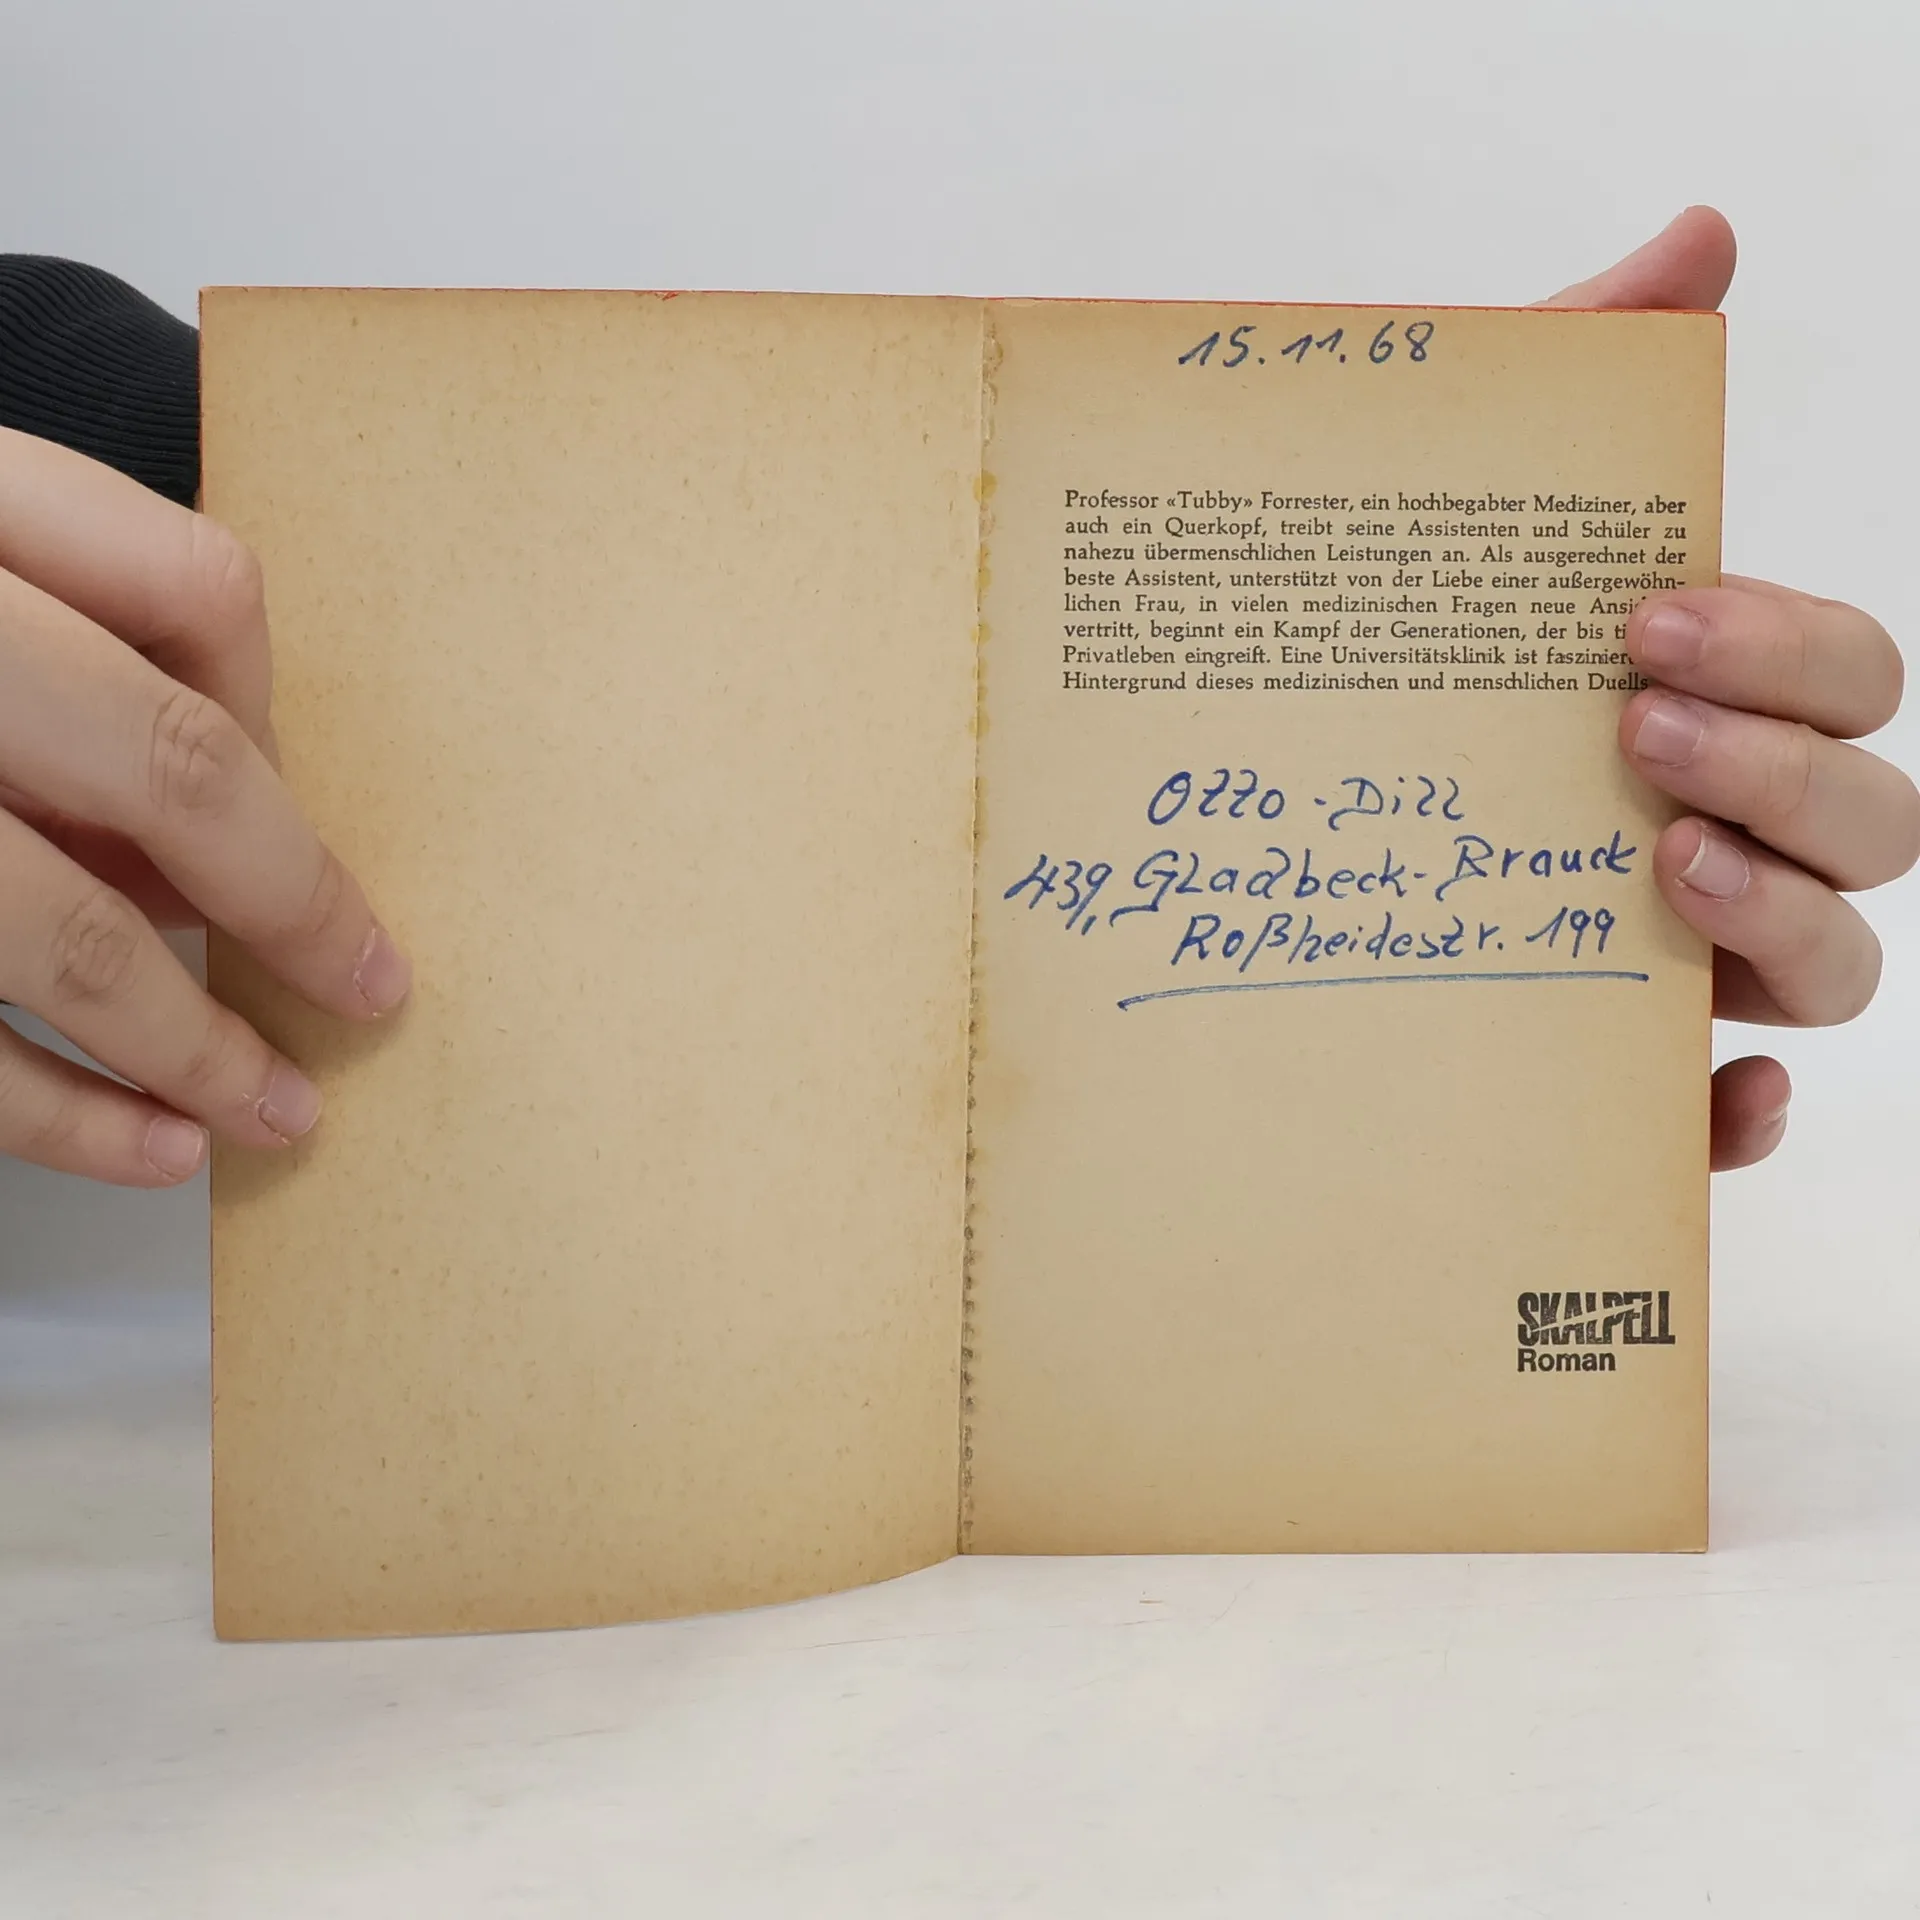 15.11.68
Professor «Tubby» Forrester, ein hochbegabter Mediziner, aber
auch ein Querkopf, treibt seine Assistenten und Schüler zu
nahezu übermenschlichen Leistungen an. Als ausgerechnet der
beste Assistent, unterstützt von der Liebe einer außergewöhn-
lichen Frau, in vielen medizinischen Fragen neue
vertritt, beginnt ein Kampf der Generationen, der bis
Privatleben eingreift. Eine Universitätsklinik ist
Hintergrund dieses medizinischen und menschlichen Duells
Otto-Dill
439, Gladbeck-Brauck
Roßheidestr. 199
SKALPELL
Roman